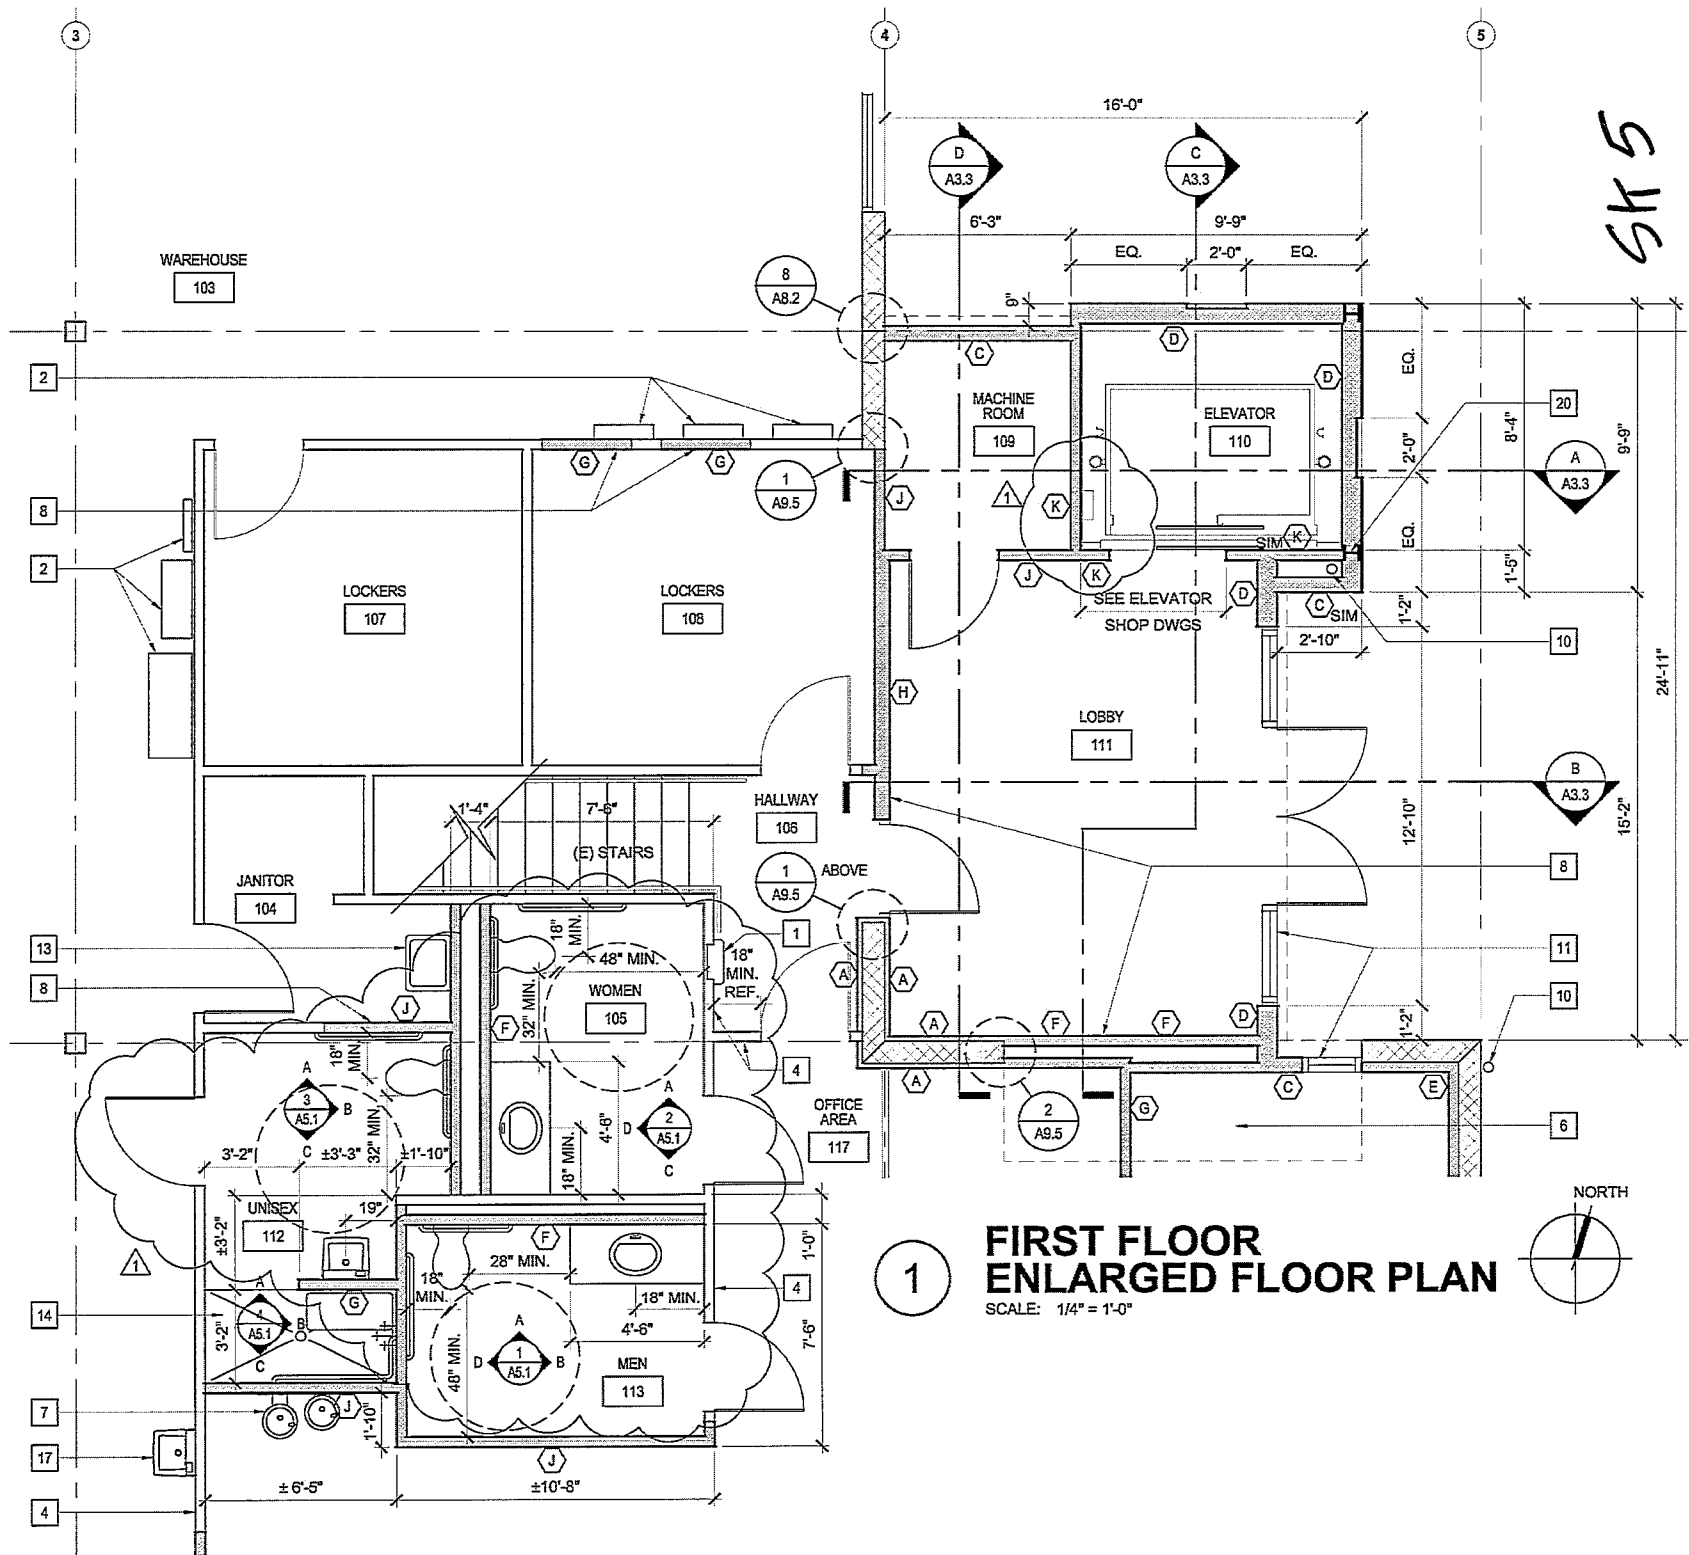 3
4
5
16'-0"
SK 5
D
A3.3
C
A3.3
6'-3"
9'-9"
EQ.
2'-0"
EQ.
WAREHOUSE
103
8
A8.2
9"
C
D
D
EQ.
2
MACHINE
ROOM
109
ELEVATOR
110
20
8'-4"
9'-9"
2'-0"
A
A3.3
G
G
1
A9.5
J
1
K
8
EQ.
SIM
K
2
J
K
1'-5"
LOCKERS
107
LOCKERS
108
SEE ELEVATOR
SHOP DWGS
D
C
SIM
1'-2"
2'-10"
10
24'-11"
H
LOBBY
111
B
A3.3
1'-4"
7'-6"
HALLWAY
106
12'-10"
15'-2"
(E) STAIRS
1
A9.5
ABOVE
8
JANITOR
104
13
18"
MIN.
48" MIN.
1
18"
MIN.
REF.
A
A
11
8
J
WOMEN
105
32" MIN.
F
A
F
F
D
1'-2"
10
18"
MIN.
4
A
C
E
A
3
A5.1
B
C
32" MIN.
OFFICE
AREA
117
2
A9.5
G
6
A
D
2
A5.1
C
4'-6"
18" MIN.
3'-2"
±3'-3"
±1'-10"
UNISEX
112
19"
±3'-2"
1
F
28" MIN.
1'-0"
NORTH
1
FIRST FLOOR
ENLARGED FLOOR PLAN
SCALE: 1/4" = 1'-0"
18"
MIN.
18" MIN.
4
14
G
A
4
A5.1
B
C
3'-2"
4'-6"
7'-6"
48" MIN.
A
D
1
A5.1
B
C
MEN
113
7
J
1'-10"
17
J
±6'-5"
±10'-8"
4